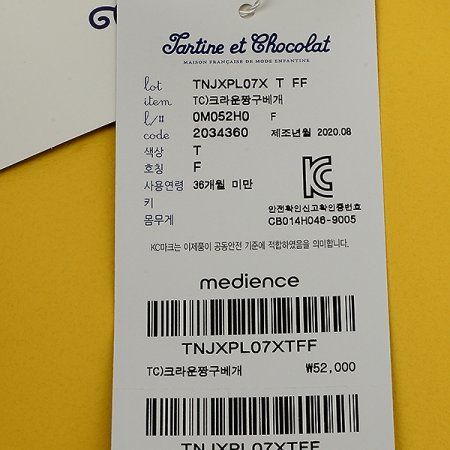 Tartine et Chocolat
MAISON FRANÇAISE DE MODE ENFANTINE
lot TNJXPL07X T FF
item TC)크라운짱구베개
l/# 0M052H0 F
code 2034360 제조년월 2020.08
색상 T
호칭 F
사용연령 36개월 미만
키
몸무게
안전확인신고확인증번호
CB014H046-9005
KC마크는 이제품이 공동안전 기준에 적합하였음을 의미합니다.
medience
TNJXPL07XTFF
TC)크라운짱구베개 ₩52,000
TNJXPL07XTFF